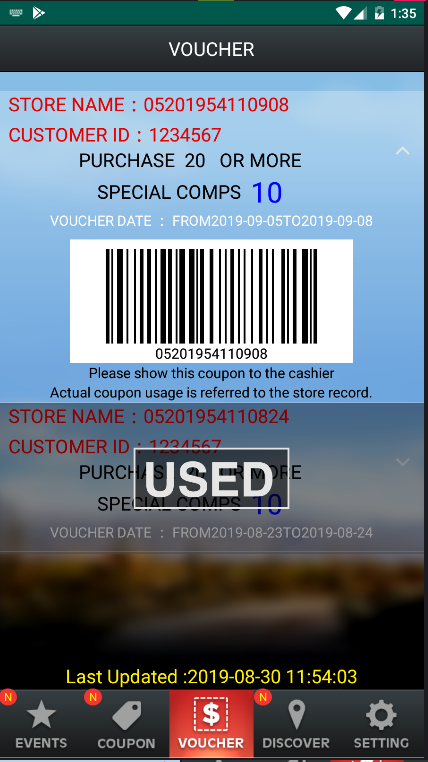 1:35
VOUCHER
STORE NAME : 05201954110908
CUSTOMER ID : 1234567
PURCHASE 20 OR MORE
SPECIAL COMPS 10
VOUCHER DATE : FROM2019-09-05TO2019-09-08
05201954110908
Please show this coupon to the cashier
Actual coupon usage is referred to the store record.
STORE NAME : 05201954110824
CUSTOMER ID : 1234567
PURCHASE 20 OR MORE
USED
SPECIAL COMPS 10
VOUCHER DATE : FROM2019-08-23TO2019-08-24
Last Updated :2019-08-30 11:54:03
N N N
EVENTS COUPON VOUCHER DISCOVER SETTING